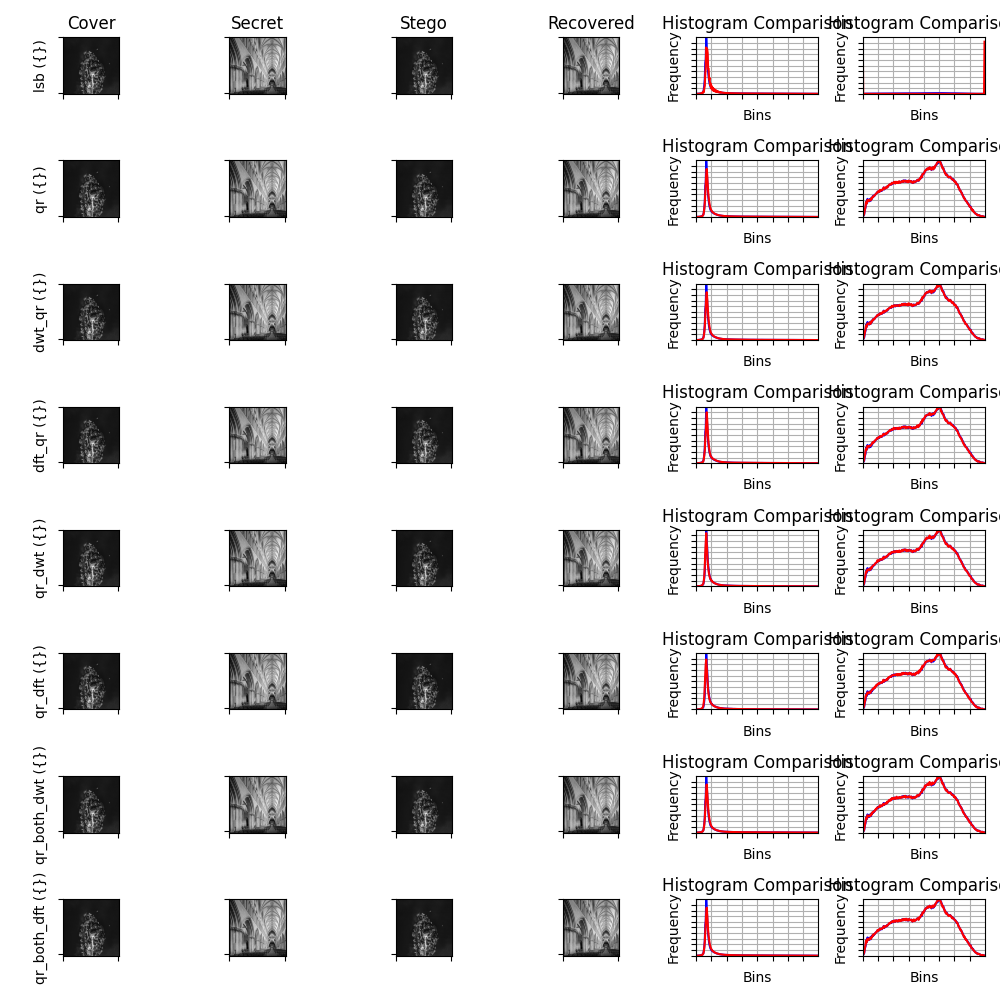 Cover Secret Stego Recovered Histogram Comparison Histogram Comparis
lsb ({}) Frequency Frequency
Bins Bins
Histogram Comparison Histogram Comparis
qr ({}) Frequency Frequency
Bins Bins
Histogram Comparison Histogram Comparis
dwt_qr ({}) Frequency Frequency
Bins Bins
Histogram Comparison Histogram Comparis
dft_qr ({}) Frequency Frequency
Bins Bins
Histogram Comparison Histogram Comparis
qr_dwt ({}) Frequency Frequency
Bins Bins
Histogram Comparison Histogram Comparis
qr_dft ({}) Frequency Frequency
Bins Bins
Histogram Comparison Histogram Comparis
qr_both_dwt ({}) Frequency Frequency
Bins Bins
Histogram Comparison Histogram Comparis
qr_both_dft ({}) Frequency Frequency
Bins Bins